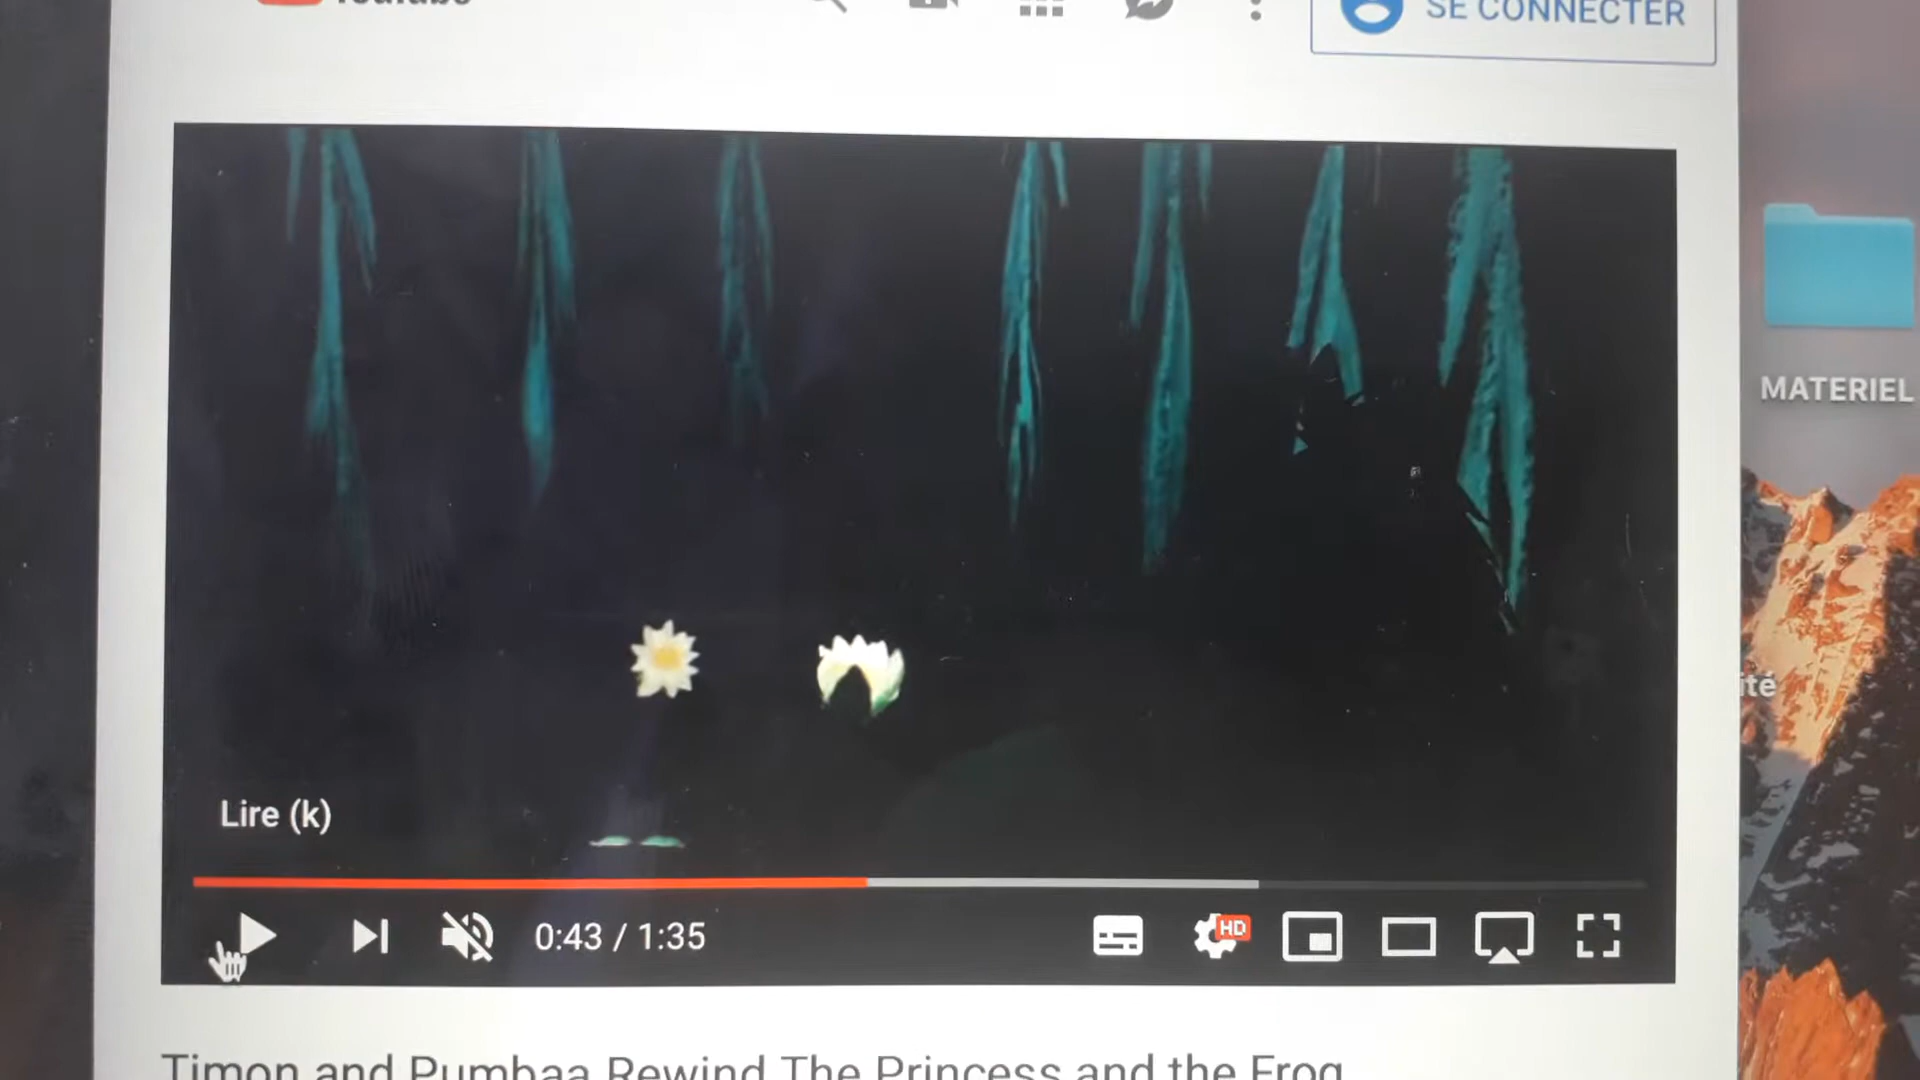 YouTube
SE CONNECTER
MATERIEL
ité
Lire (k)
0:43 / 1:35
HD
Timon and Pumbaa Rewind The Princess and the Frog